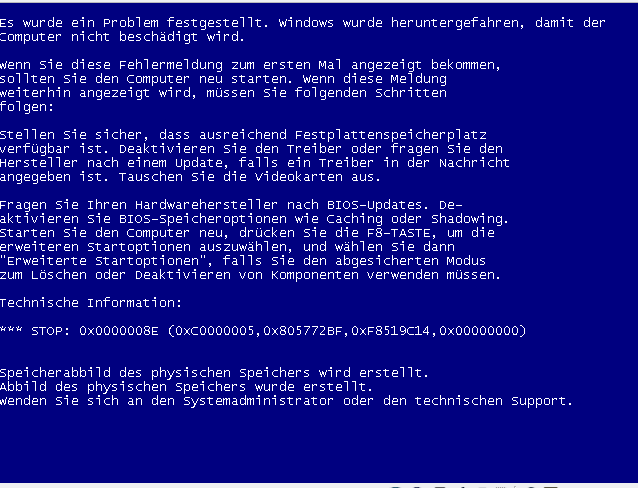 Es wurde ein Problem festgestellt. Windows wurde heruntergefahren, damit der
Computer nicht beschädigt wird.
Wenn Sie diese Fehlermeldung zum ersten Mal angezeigt bekommen,
sollten Sie den Computer neu starten. Wenn diese Meldung
weiterhin angezeigt wird, müssen Sie folgenden Schritten
folgen:
Stellen Sie sicher, dass ausreichend Festplattenspeicherplatz
verfügbar ist. Deaktivieren Sie den Treiber oder fragen Sie den
Hersteller nach einem Update, falls ein Treiber in der Nachricht
angegeben ist. Tauschen Sie die Videokarten aus.
Fragen Sie Ihren Hardwarehersteller nach BIOS-Updates. De-
aktivieren Sie BIOS-Speicheroptionen wie Caching oder Shadowing.
Starten Sie den Computer neu, drücken Sie die F8-TASTE, um die
erweiteren Startoptionen auszuwählen, und wählen Sie dann
"Erweiterte Startoptionen", falls Sie den abgesicherten Modus
zum Löschen oder Deaktivieren von Komponenten verwenden müssen.
Technische Information:
*** STOP: 0x0000008E (0xC0000005,0x805772BF,0xF8519C14,0x00000000)
Speicherabbild des physischen Speichers wird erstellt.
Abbild des physischen Speichers wurde erstellt.
Wenden Sie sich an den Systemadministrator oder den technischen Support.